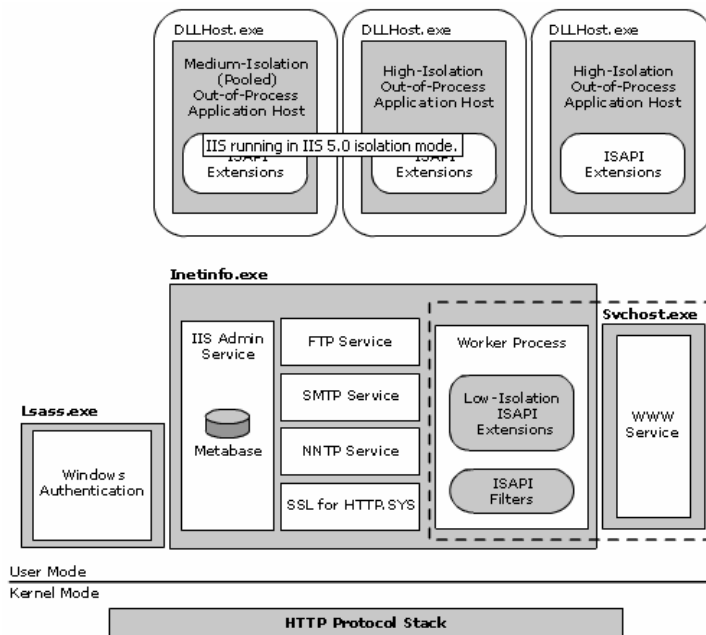 DLLHost.exe
Medium-Isolation
(Pooled)
Out-of-Process
Application Host
IIS running in IIS 5.0 isolation mode.
ISAPI
Extensions
DLLHost.exe
High-Isolation
Out-of-Process
Application Host
ISAPI
Extensions
DLLHost.exe
High-Isolation
Out-of-Process
Application Host
ISAPI
Extensions
Inetinfo.exe
IIS Admin
Service
Metabase
FTP Service
SMTP Service
NNTP Service
SSL for HTTP.SYS
Worker Process
Low-Isolation
ISAPI
Extensions
ISAPI
Filters
Svchost.exe
WWW
Service
Lsass.exe
Windows
Authentication
User Mode
Kernel Mode
HTTP Protocol Stack